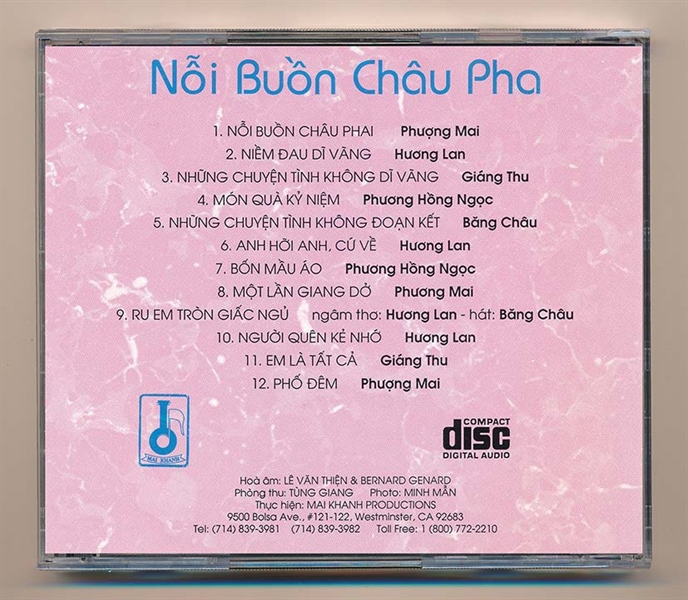 Nỗi Buồn Châu Pha
1. NỖI BUỒN CHÂU PHAI Phượng Mai
2. NIỀM ĐAU DĨ VÃNG Hương Lan
3. NHỮNG CHUYỆN TÌNH KHÔNG DĨ VÃNG Giáng Thu
4. MÓN QUÀ KỶ NIỆM Phương Hồng Ngọc
5. NHỮNG CHUYỆN TÌNH KHÔNG ĐOẠN KẾT Băng Châu
6. ANH HỠI ANH, CỨ VỀ Hương Lan
7. BỐN MẦU ÁO Phương Hồng Ngọc
8. MỘT LẦN GIANG DỞ Phượng Mai
9. RU EM TRÒN GIẤC NGỦ ngâm thơ: Hương Lan - hát: Băng Châu
10. NGƯỜI QUÊN KẺ NHỚ Hương Lan
11. EM LÀ TẤT CẢ Giáng Thu
12. PHỐ ĐÊM Phượng Mai
MAI KHANH
COMPACT
disc
DIGITAL AUDIO
Hoà âm: LÊ VĂN THIỆN & BERNARD GENARD
Phòng thu: TÙNG GIANG Photo: MINH MẪN
Thực hiện: MAI KHANH PRODUCTIONS
9500 Bolsa Ave., #121-122, Westminster, CA 92683
Tel: (714) 839-3981 (714) 839-3982 Toll Free: 1 (800) 772-2210